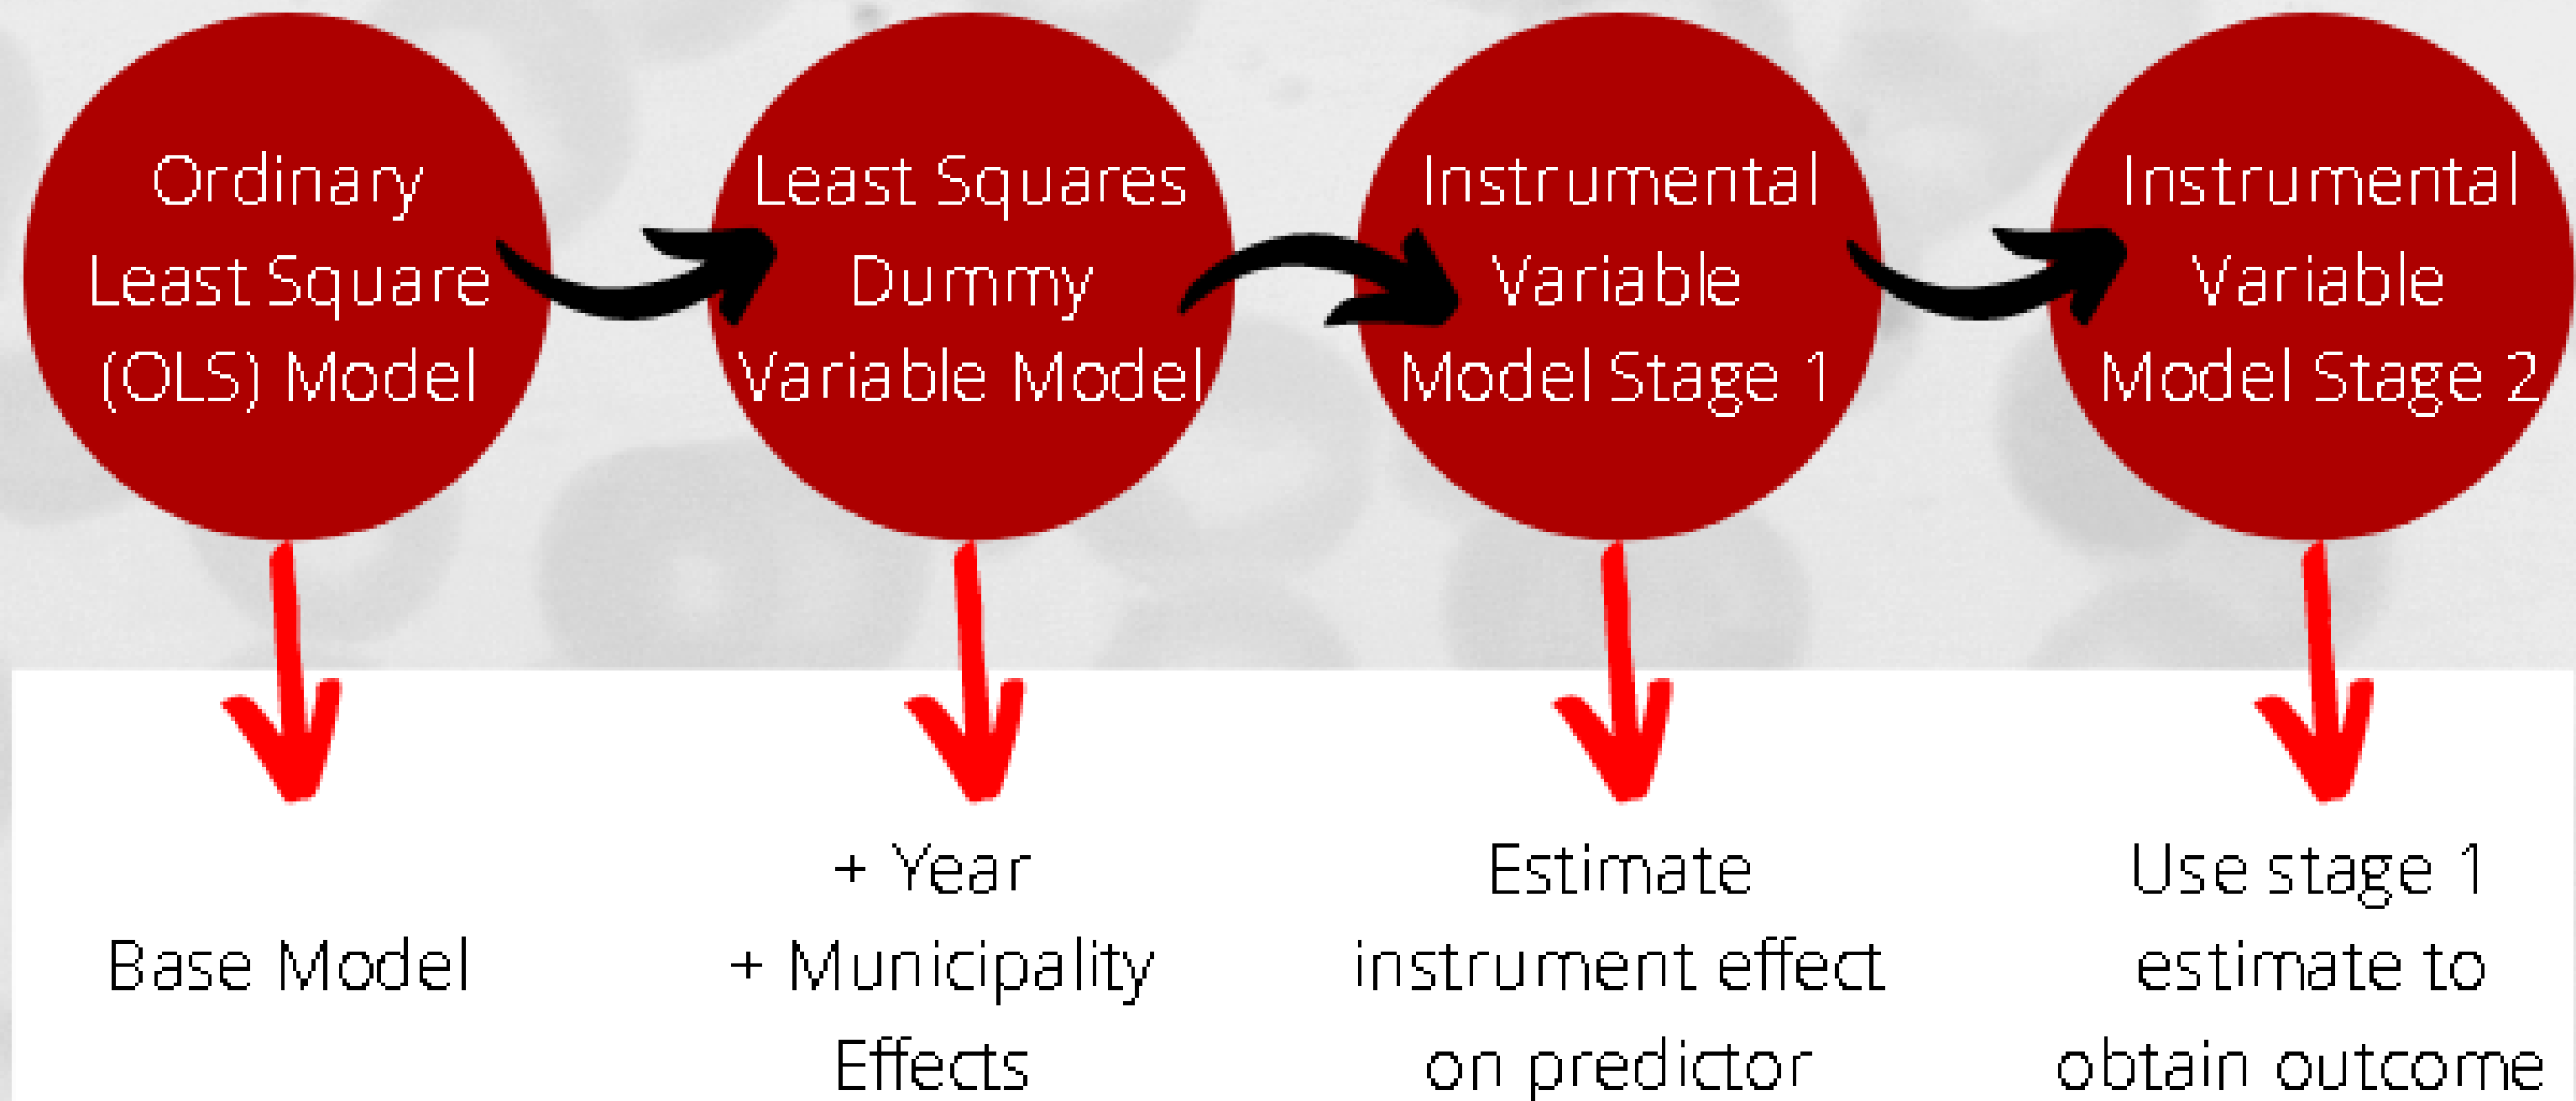 Ordinary
Least Square
(OLS) Model
Least Squares
Dummy
Variable Model
Instrumental
Variable
Model Stage 1
Instrumental
Variable
Model Stage 2
Base Model
+ Year
+ Municipality
Effects
Estimate
instrument effect
on predictor
Use stage 1
estimate to
obtain outcome